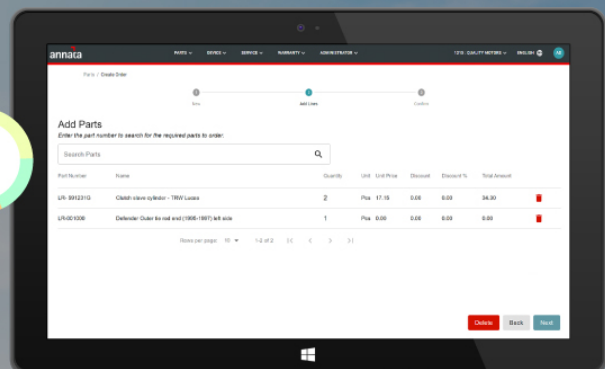 annata
PARTS DEVICE SERVICE WARRANTY ADMINISTRATOR QUALITY MOTORS ENGLISH
Parts / Create Order
New Add Lines Confirm
Add Parts
Enter the part number to search for the required parts to order.
Search Parts
Part Number Name Quantity Unit Unit Price Discount Discount % Total Amount
Clutch slave cylinder - TRW Lucas 2 Pcs 17.15 0.00 0.00
LR-001000 Defender Outer tie rod end left side 1 Pcs 0.00 0.00 0.00 0.00
Rows per page: 10 1-2 of 2
Delete Back Next